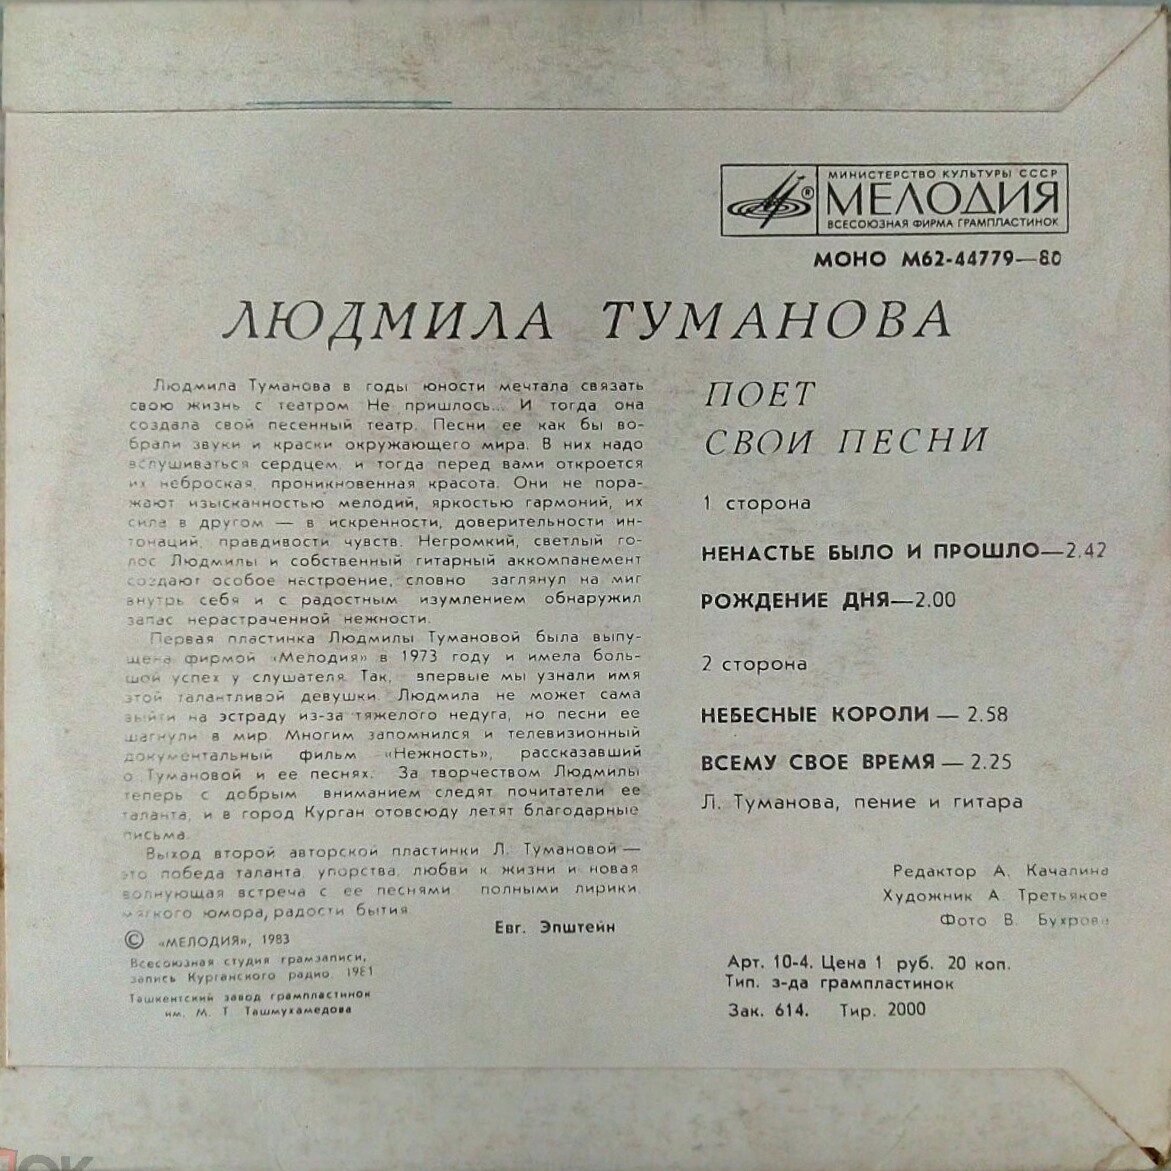 МИНИСТЕРСТВО КУЛЬТУРЫ СССР
МЕЛОДИЯ
ВСЕСОЮЗНАЯ ФИРМА ГРАМПЛАСТИНОК
МОНО М62-44779—80
ЛЮДМИЛА ТУМАНОВА
Людмила Туманова в годы юности мечтала связать
свою жизнь с театром. Не пришлось... И тогда она
создала свой песенный театр. Песни ее как бы во-
брали звуки и краски окружающего мира. В них надо
вслушиваться сердцем, и тогда перед вами откроется
их неброская, проникновенная красота. Они не пора-
жают изысканностью мелодий, яркостью гармоний, их
сила в другом — в искренности, доверительности ин-
тонаций, правдивости чувств. Негромкий, светлый го-
лос Людмилы и собственный гитарный аккомпанемент
создают особое настроение, словно заглянул на миг
внутрь себя и с радостным изумлением обнаружил
запас нерастраченной нежности.
Первая пластинка Людмилы Тумановой была выпу-
щена фирмой «Мелодия» в 1973 году и имела боль-
шой успех у слушателя. Так, впервые мы узнали имя
этой талантливой девушки. Людмила не может сама
выйти на эстраду из-за тяжелого недуга, но песни ее
шагнули в мир. Многим запомнился и телевизионный
документальный фильм «Нежность», рассказавший
о Тумановой и ее песнях. За творчеством Людмилы
теперь с добрым вниманием следят почитатели ее
таланта, и в город Курган отовсюду летят благодарные
письма.
Выход второй авторской пластинки Л. Тумановой —
это победа таланта, упорства, любви к жизни и новая
волнующая встреча с ее песнями полными лирики,
мягкого юмора, радости бытия.
Евг. Эпштейн
© «МЕЛОДИЯ», 1983
Всесоюзная студия грамзаписи,
запись Курганского радио, 1981
Ташкентский завод грампластинок
им. М. Т. Ташмухамедова
ПОЕТ
СВОИ ПЕСНИ
1 сторона
НЕНАСТЬЕ БЫЛО И ПРОШЛО—2.42
РОЖДЕНИЕ ДНЯ—2.00
2 сторона
НЕБЕСНЫЕ КОРОЛИ — 2.58
ВСЕМУ СВОЕ ВРЕМЯ — 2.25
Л. Туманова, пение и гитара
Редактор А. Качалина
Художник А. Третьяков
Фото В. Бухрова
Арт. 10-4. Цена 1 руб. 20 коп.
Тип. з-да грампластинок
Зак. 614. Тир. 2000